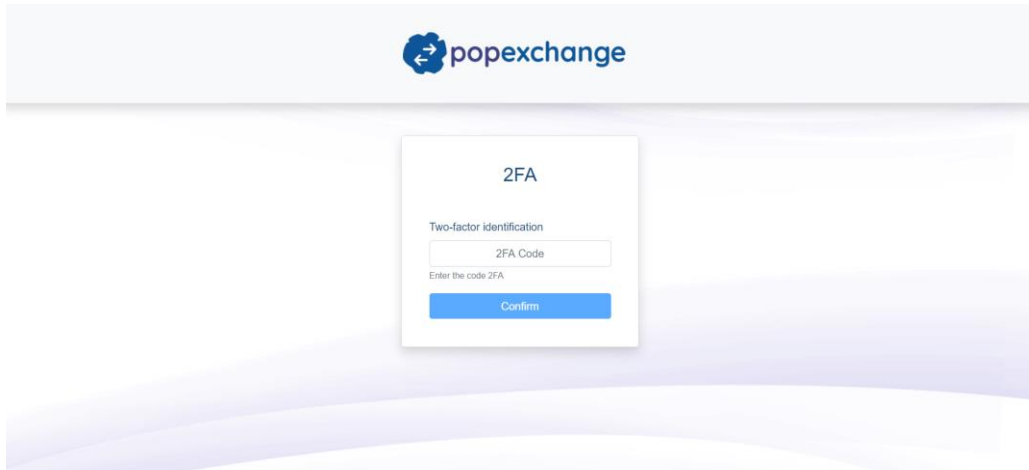 popexchange
2FA
Two-factor identification
2FA Code
Enter the code 2FA
Confirm